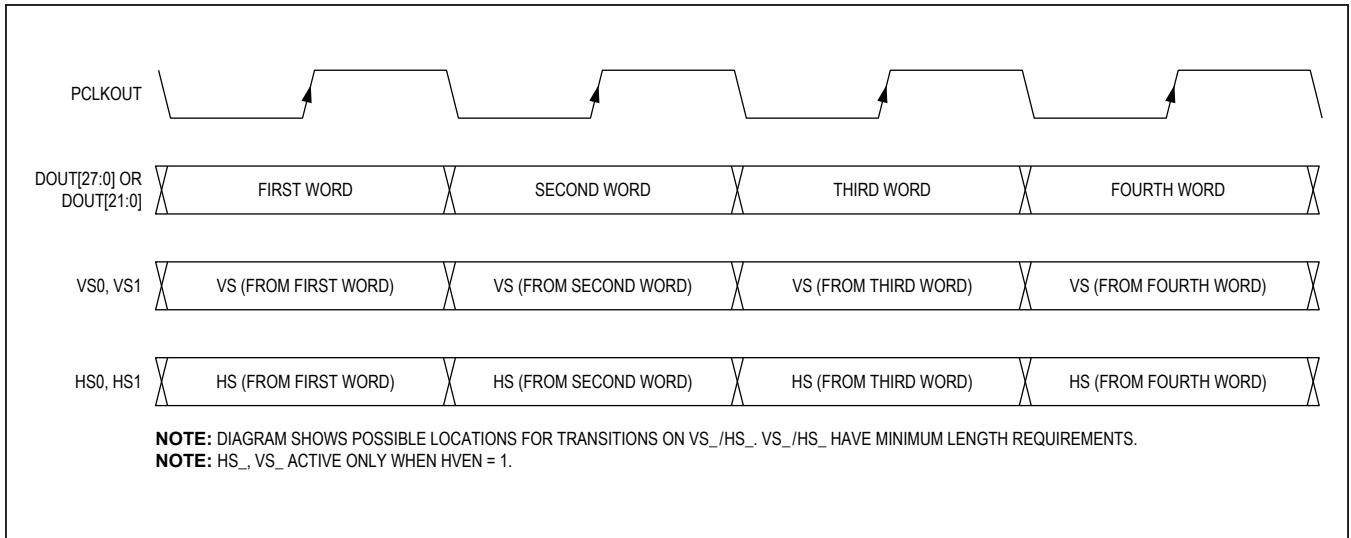 PCLKOUT
DOUT[27:0] OR
DOUT[21:0]
FIRST WORD
SECOND WORD
THIRD WORD
FOURTH WORD
VS0, VS1
VS (FROM FIRST WORD)
VS (FROM SECOND WORD)
VS (FROM THIRD WORD)
VS (FROM FOURTH WORD)
HS0, HS1
HS (FROM FIRST WORD)
HS (FROM SECOND WORD)
HS (FROM THIRD WORD)
HS (FROM FOURTH WORD)
NOTE: DIAGRAM SHOWS POSSIBLE LOCATIONS FOR TRANSITIONS ON VS_/HS_. VS_/HS_ HAVE MINIMUM LENGTH REQUIREMENTS.
NOTE: HS_, VS_ ACTIVE ONLY WHEN HVEN = 1.